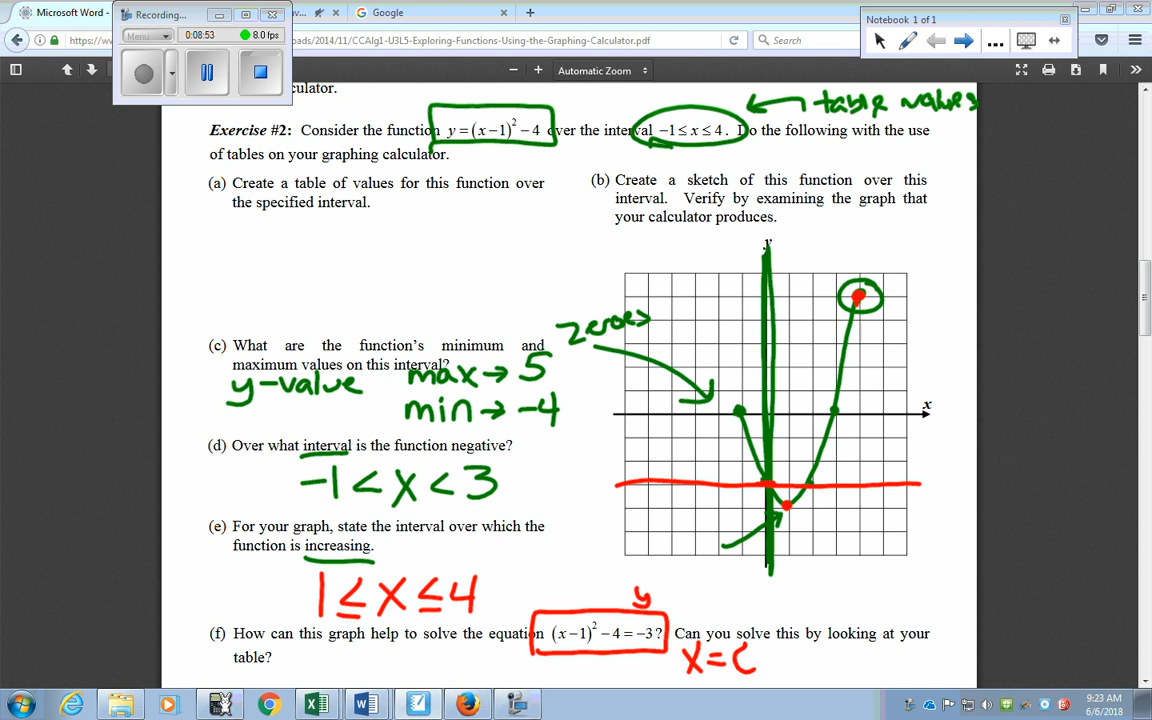 Microsoft Word
Recording...
Google
Notebook 1 of 1
Menu
0:08:53
8.0 fps
https://ww
oads/2014/11/CCAlg1-U3L5-Exploring-Functions-Using-the-Graphing-Calculator.pdf
Search
Automatic Zoom
culator.
table values
Exercise #2: Consider the function y = (x−1)² − 4 over the interval −1 ≤ x ≤ 4. Do the following with the use
of tables on your graphing calculator.
(a) Create a table of values for this function over
the specified interval.
(b) Create a sketch of this function over this
interval. Verify by examining the graph that
your calculator produces.
y
zeroes
x
(c) What are the function's minimum and
maximum values on this interval?
y-value max → 5
min → -4
(d) Over what interval is the function negative?
-1 < x < 3
(e) For your graph, state the interval over which the
function is increasing.
1 ≤ x ≤ 4
y
(f) How can this graph help to solve the equation (x−1)² − 4 = −3? Can you solve this by looking at your
table?
x=
9:23 AM
6/6/2018